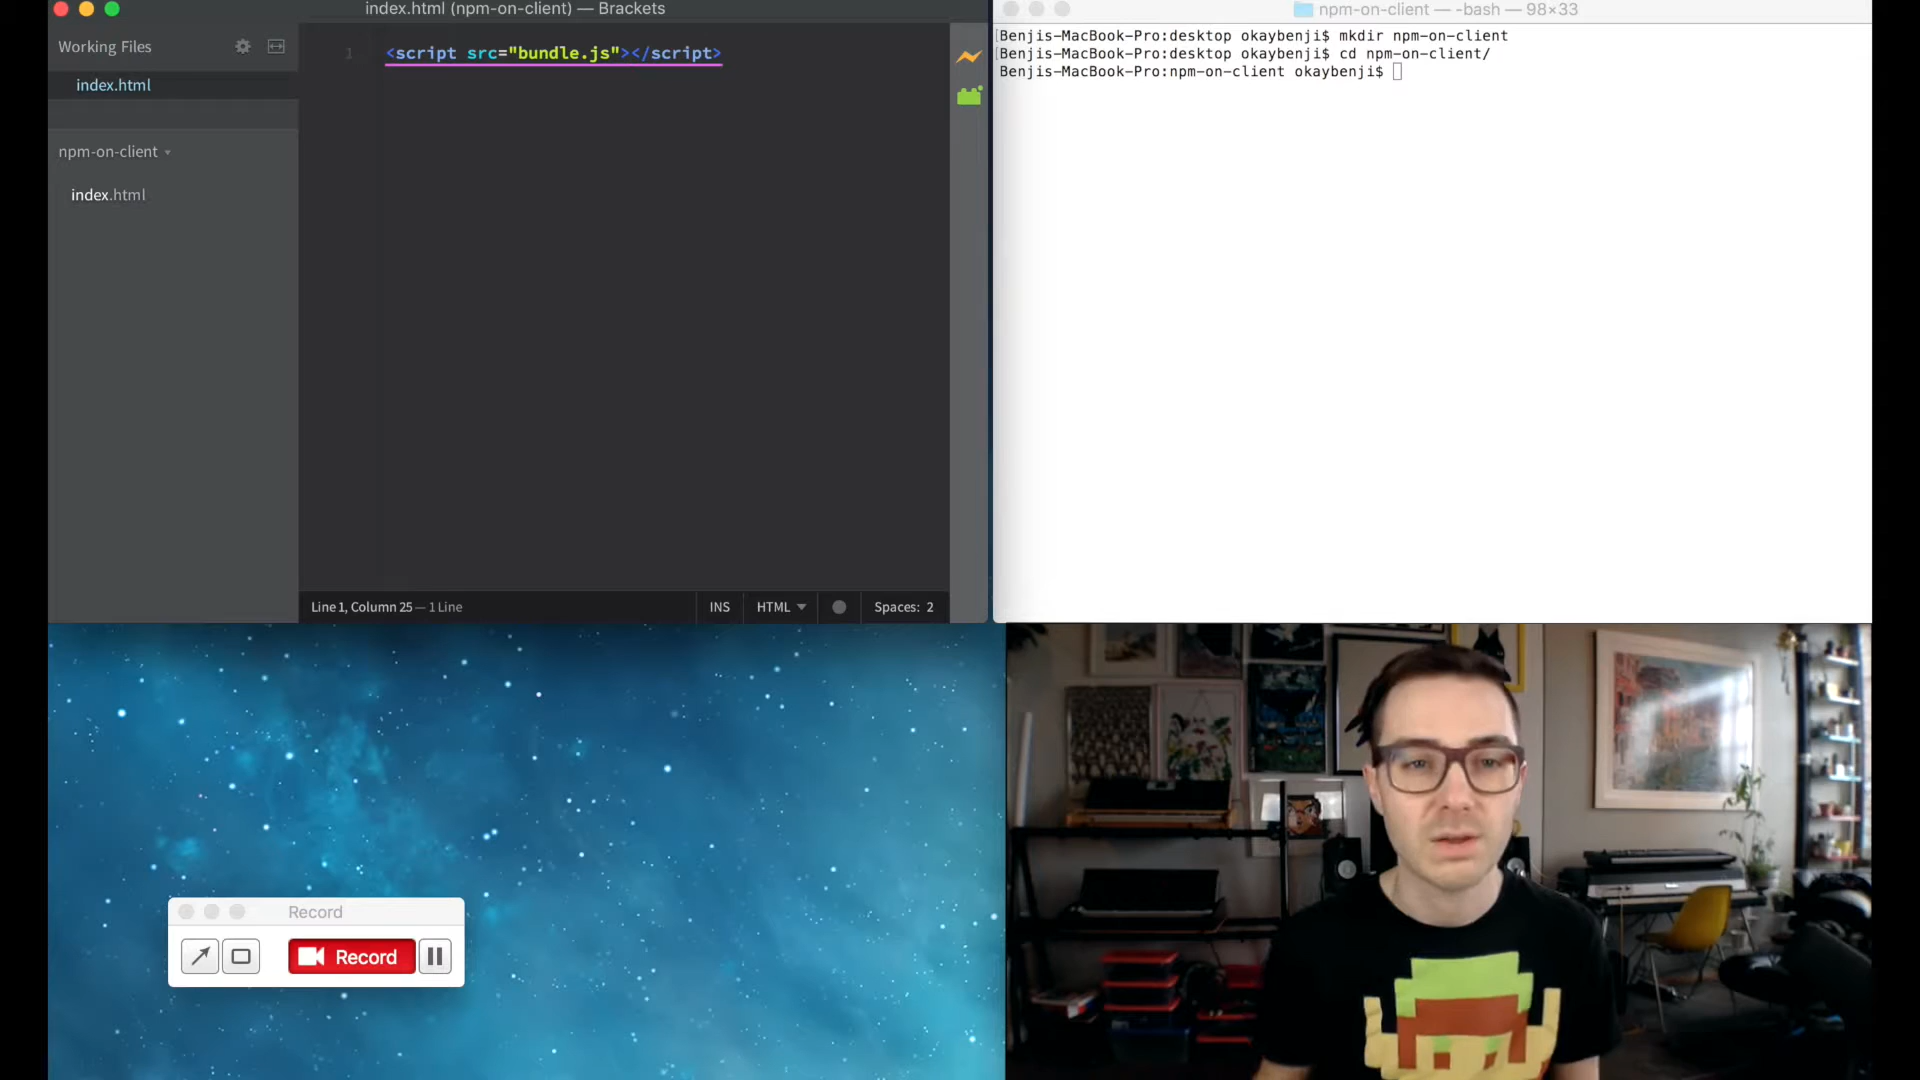 index.html (npm-on-client) — Brackets
Working Files
index.html
npm-on-client
index.html
1 <script src="bundle.js"></script>
Line 1, Column 25 — 1 Line
INS
HTML
Spaces: 2
npm-on-client — -bash — 98×33
[Benjis-MacBook-Pro:desktop okaybenji$ mkdir npm-on-client
[Benjis-MacBook-Pro:desktop okaybenji$ cd npm-on-client/
Benjis-MacBook-Pro:npm-on-client okaybenji$
Record
Record